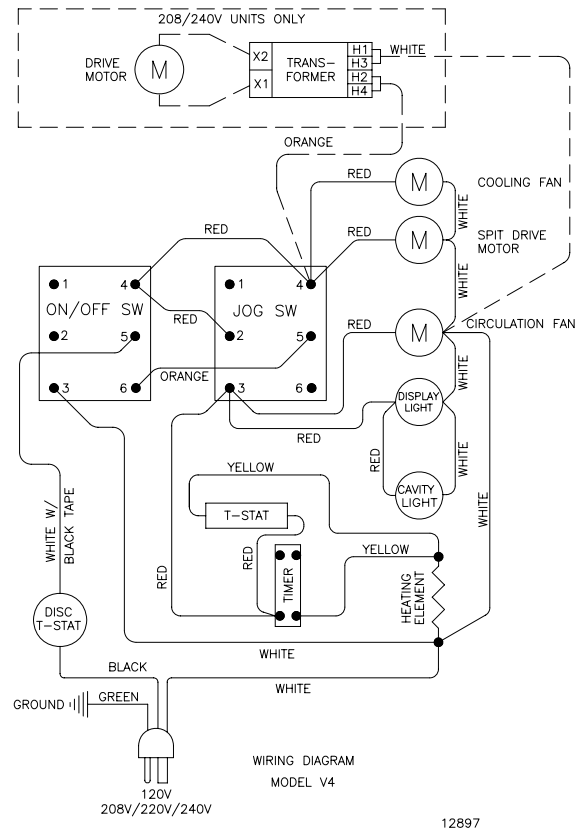 208/240V UNITS ONLY
DRIVE
MOTOR
M
X2
X1
TRANS-
FORMER
H1
H3
H2
H4
WHITE
ORANGE
RED
M
COOLING FAN
WHITE
RED
RED
M
SPIT DRIVE
MOTOR
WHITE
1
4
ON/OFF SW
2
5
3
6
RED
ORANGE
1
4
JOG SW
2
5
3
6
RED
M
CIRCULATION FAN
WHITE
DISPLAY
LIGHT
RED
RED
WHITE
CAVITY
LIGHT
WHITE
YELLOW
T-STAT
WHITE W/
BLACK TAPE
RED
RED
TIMER
YELLOW
HEATING
ELEMENT
DISC
T-STAT
WHITE
BLACK
WHITE
GROUND
GREEN
120V
208V/220V/240V
WIRING DIAGRAM
MODEL V4
12897